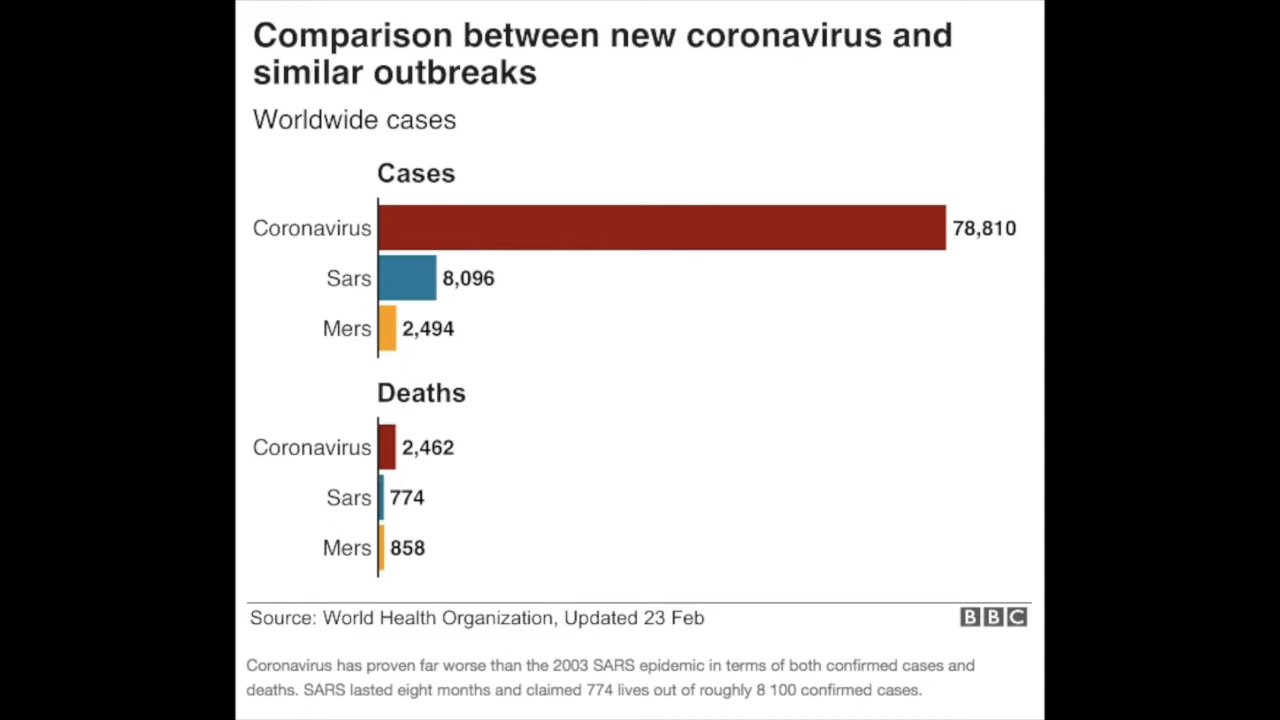 Comparison between new coronavirus and
similar outbreaks
Worldwide cases
Cases
Coronavirus 78,810
Sars 8,096
Mers 2,494
Deaths
Coronavirus 2,462
Sars 774
Mers 858
Source: World Health Organization, Updated 23 Feb BBC
Coronavirus has proven far worse than the 2003 SARS epidemic in terms of both confirmed cases and
deaths. SARS lasted eight months and claimed 774 lives out of roughly 8 100 confirmed cases.